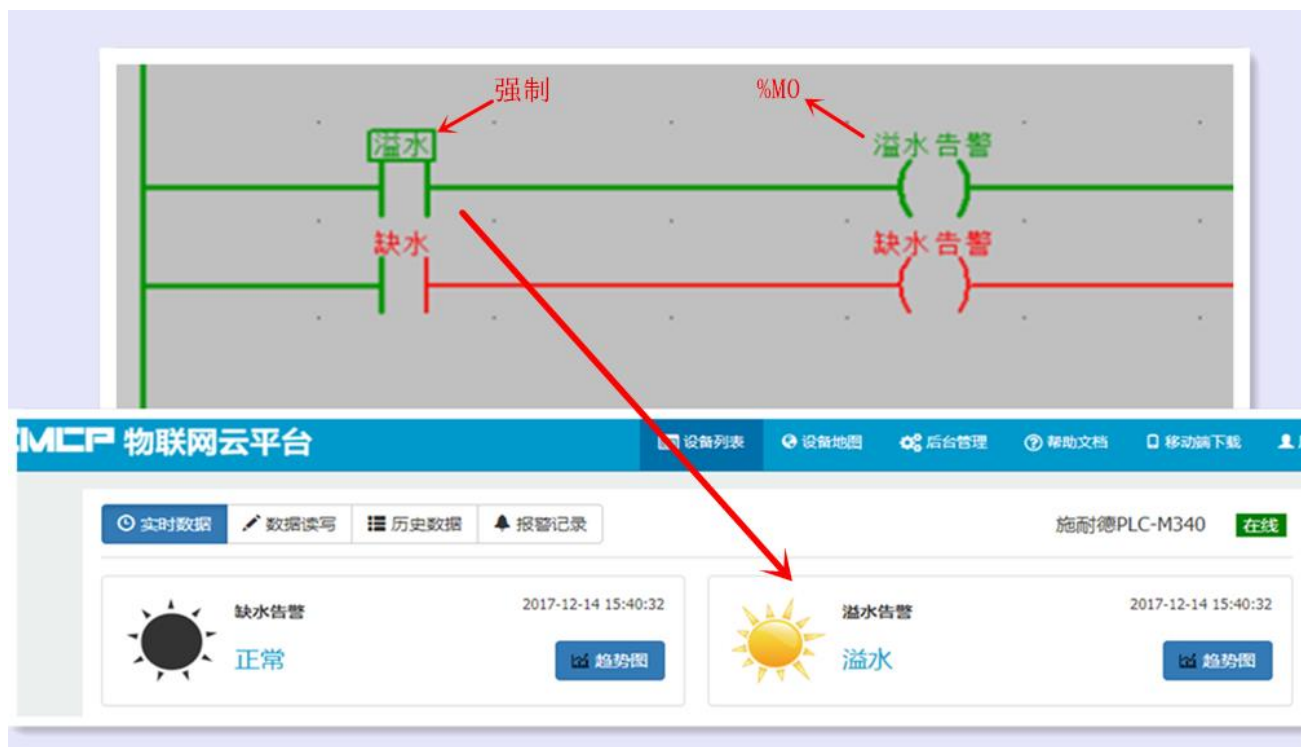 强制 %M0
溢水 溢水告警
缺水 缺水告警
EMCP 物联网云平台 设备列表 设备地图 后台管理 帮助文档 移动端下载
实时数据 数据读写 历史数据 报警记录 施耐德PLC-M340 在线
缺水告警 2017-12-14 15:40:32 溢水告警 2017-12-14 15:40:32
正常 趋势图 溢水 趋势图